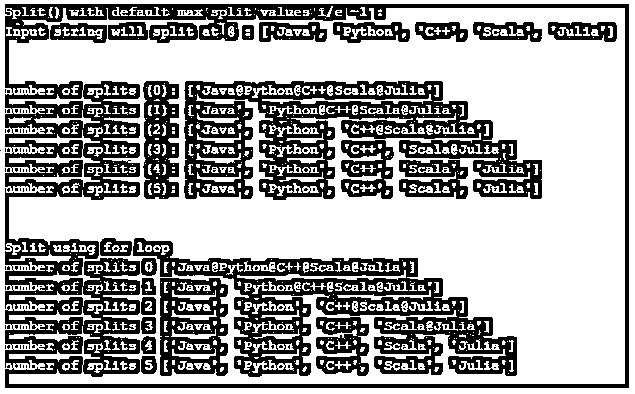 Split() with default max split values i/e -1:
Input string will split at @ : ['Java', 'Python', 'C++', 'Scala', 'Julia']
number of splits (0): ['Java@Python@C++@Scala@Julia']
number of splits (1): ['Java', 'Python@C++@Scala@Julia']
number of splits (2): ['Java', 'Python', 'C++@Scala@Julia']
number of splits (3): ['Java', 'Python', 'C++', 'Scala@Julia']
number of splits (4): ['Java', 'Python', 'C++', 'Scala', 'Julia']
number of splits (5): ['Java', 'Python', 'C++', 'Scala', 'Julia']
Split using for loop
number of splits 0 ['Java@Python@C++@Scala@Julia']
number of splits 1 ['Java', 'Python@C++@Scala@Julia']
number of splits 2 ['Java', 'Python', 'C++@Scala@Julia']
number of splits 3 ['Java', 'Python', 'C++', 'Scala@Julia']
number of splits 4 ['Java', 'Python', 'C++', 'Scala', 'Julia']
number of splits 5 ['Java', 'Python', 'C++', 'Scala', 'Julia']